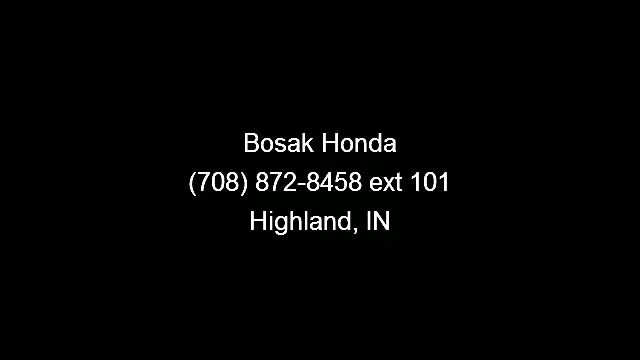 Bosak Honda
(708) 872-8458 ext 101
Highland, IN